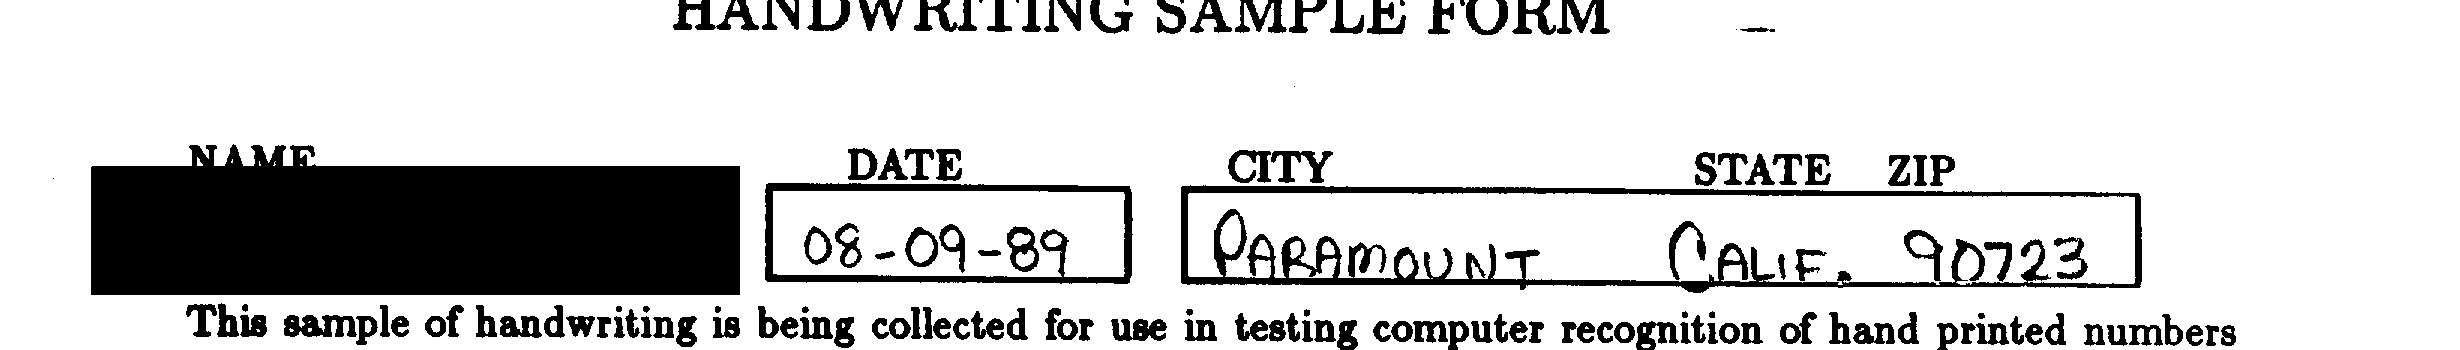 HANDWRITING SAMPLE FORM
NAME DATE CITY STATE ZIP
08-09-89 PARAMOUNT CALIF. 90723
This sample of handwriting is being collected for use in testing computer recognition of hand printed numbers